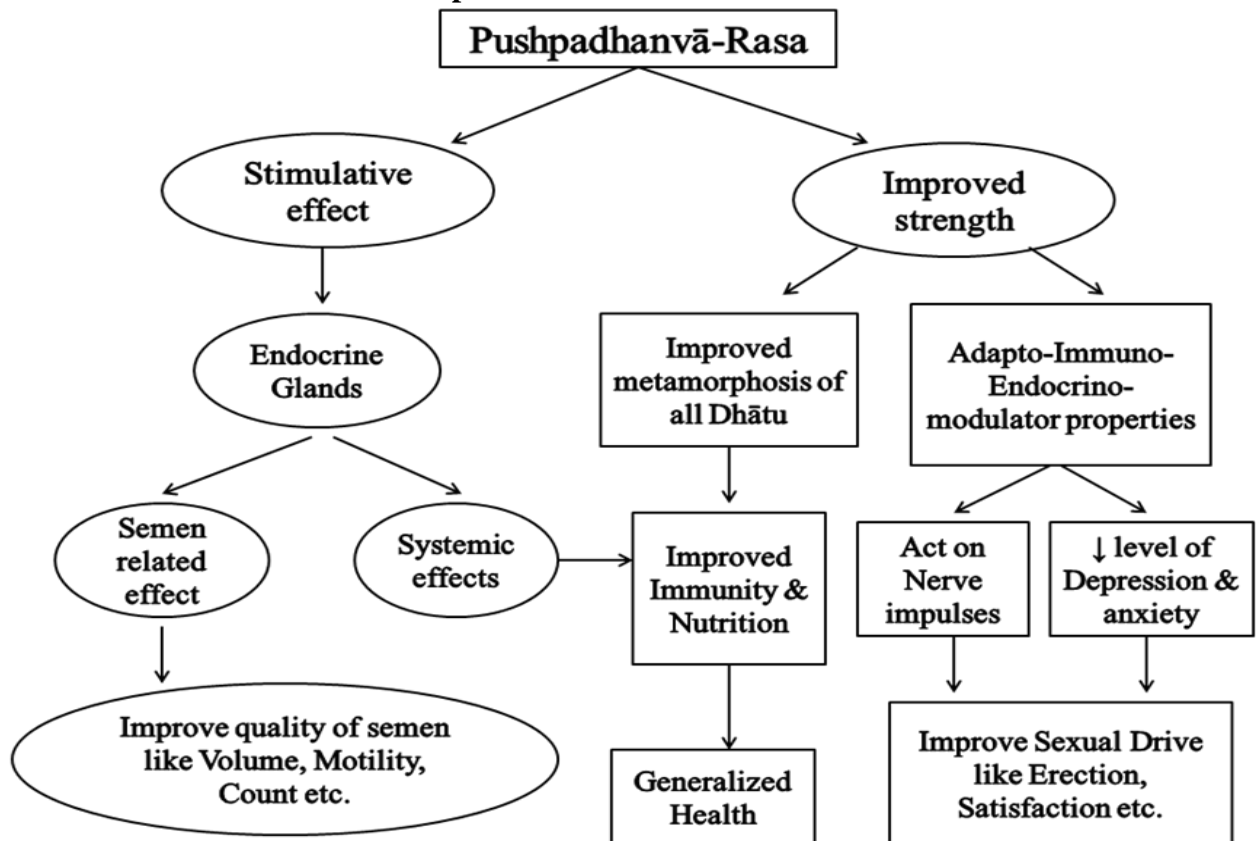 Pushpadhanvā-Rasa
Stimulative
effect
Improved
strength
Endocrine
Glands
Improved
metamorphosis of
all Dhātu
Adapto-Immuno-
Endocrino-
modulator properties
Semen
related
effect
Systemic
effects
Improved
Immunity &
Nutrition
Act on
Nerve
impulses
↓ level of
Depression &
anxiety
Improve quality of semen
like Volume, Motility,
Count etc.
Generalized
Health
Improve Sexual Drive
like Erection,
Satisfaction etc.